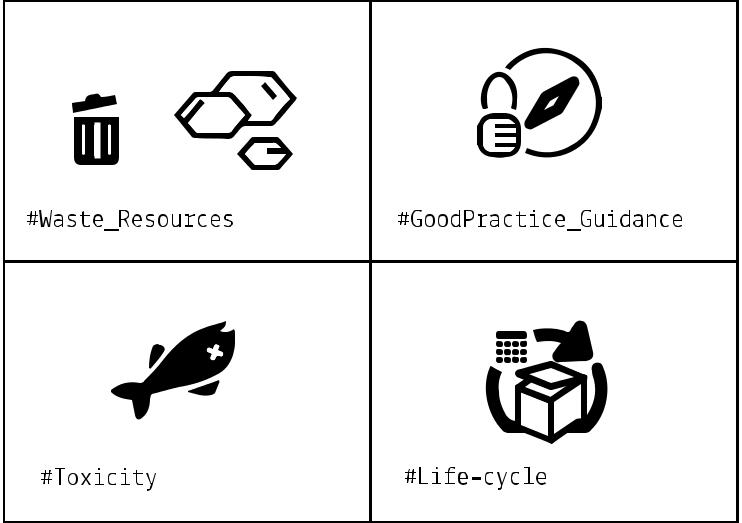 #Waste_Resources
#GoodPractice_Guidance
#Toxicity
#Life-cycle